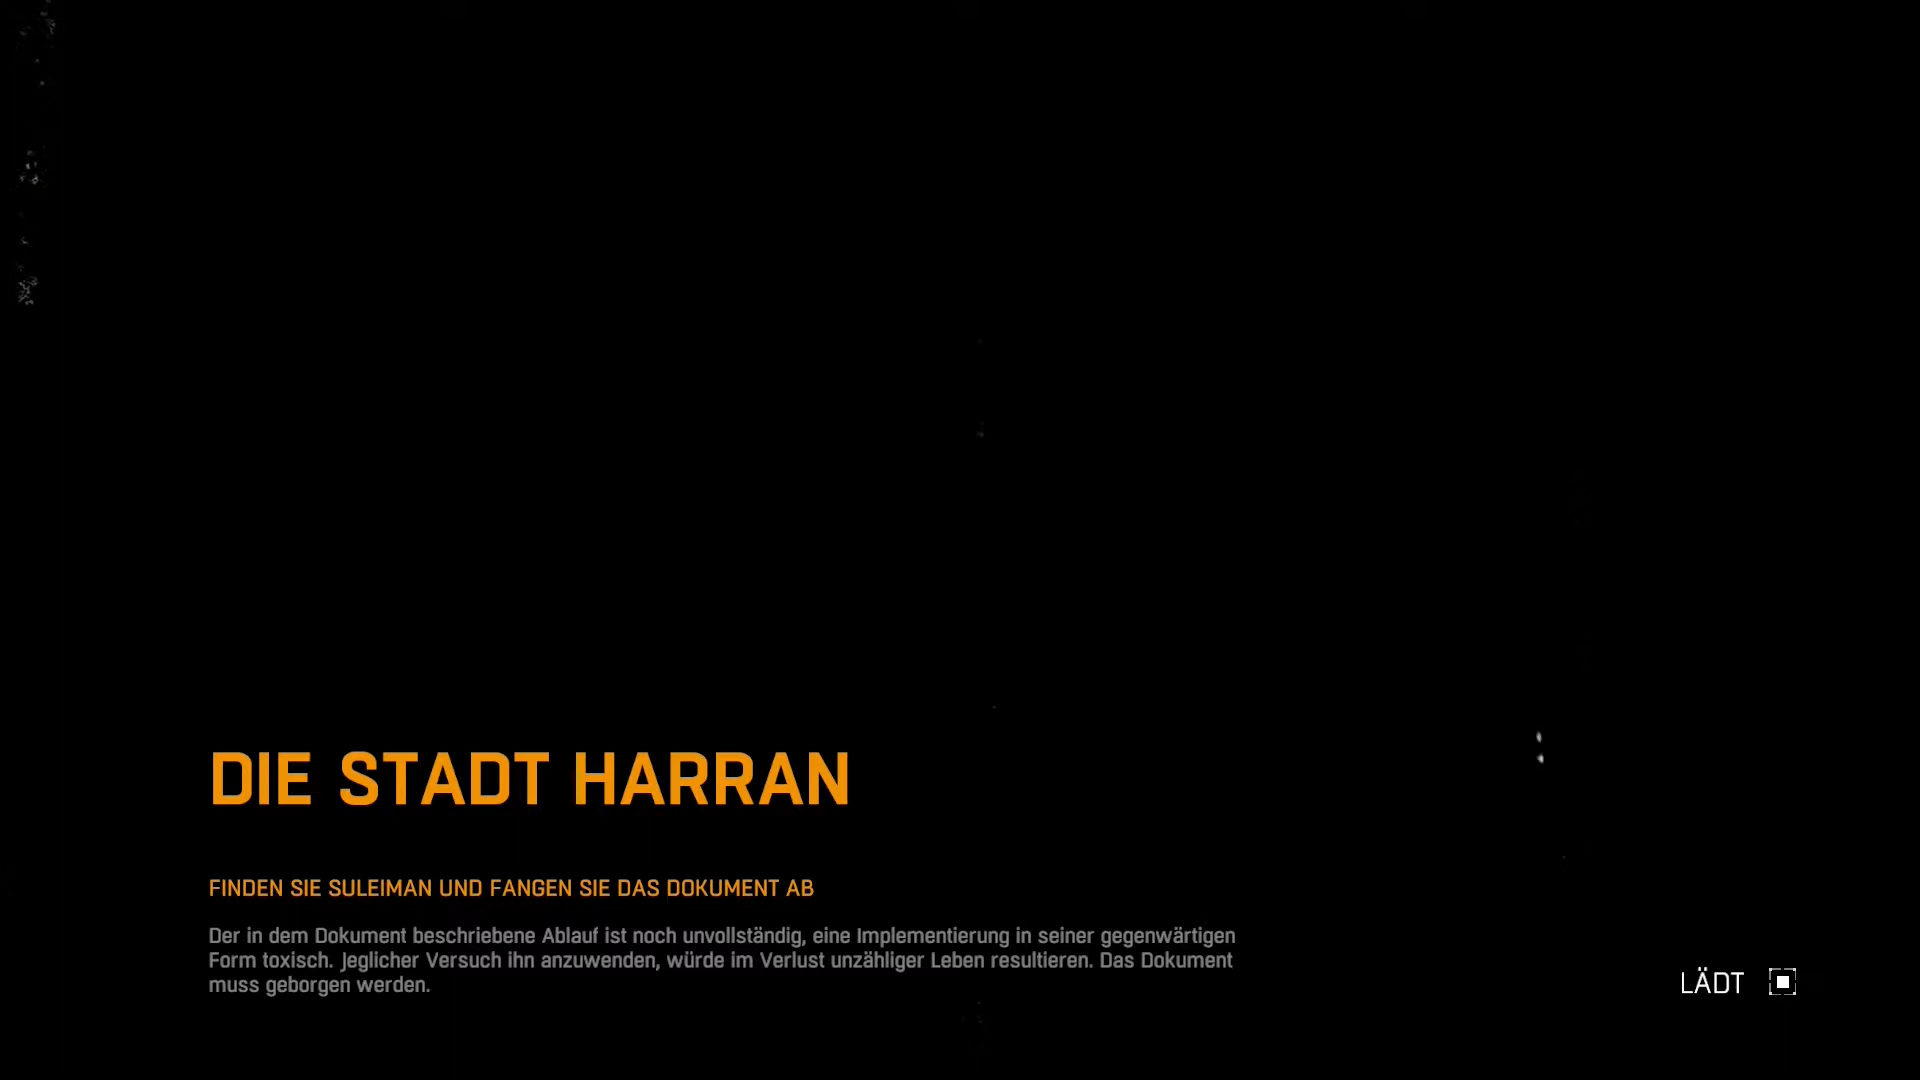 DIE STADT HARRAN
FINDEN SIE SULEIMAN UND FANGEN SIE DAS DOKUMENT AB
Der in dem Dokument beschriebene Ablauf ist noch unvollständig, eine Implementierung in seiner gegenwärtigen
Form toxisch. Jeglicher Versuch ihn anzuwenden, würde im Verlust unzähliger Leben resultieren. Das Dokument
muss geborgen werden.
LÄDT